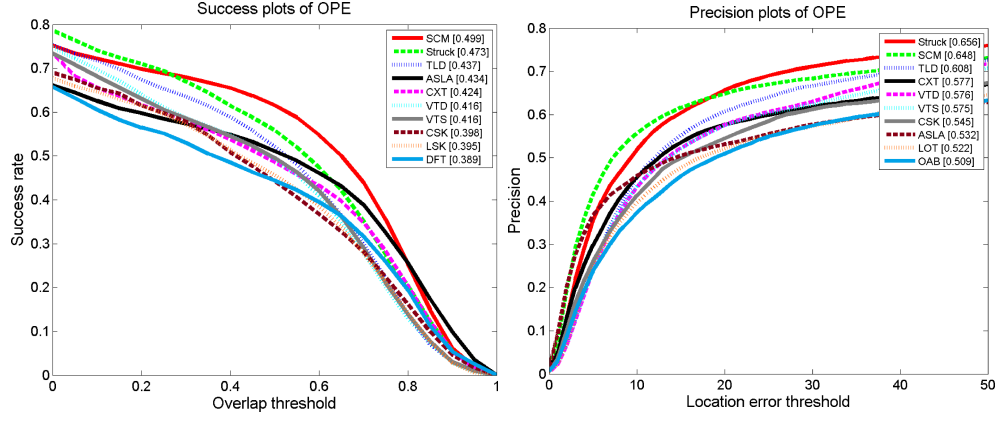 Success plots of OPE
Success rate
0.8
0.7
0.6
0.5
0.4
0.3
0.2
0.1
0
0
0.2
0.4
0.6
0.8
1
Overlap threshold
SCM [0.499]
Struck [0.473]
TLD [0.437]
ASLA [0.434]
CXT [0.424]
VTD [0.416]
VTS [0.416]
CSK [0.398]
LSK [0.395]
DFT [0.389]
Precision plots of OPE
Precision
0.8
0.7
0.6
0.5
0.4
0.3
0.2
0.1
0
0
10
20
30
40
50
Location error threshold
Struck [0.656]
SCM [0.648]
TLD [0.608]
CXT [0.577]
VTD [0.576]
VTS [0.575]
CSK [0.545]
ASLA [0.532]
LOT [0.522]
OAB [0.509]